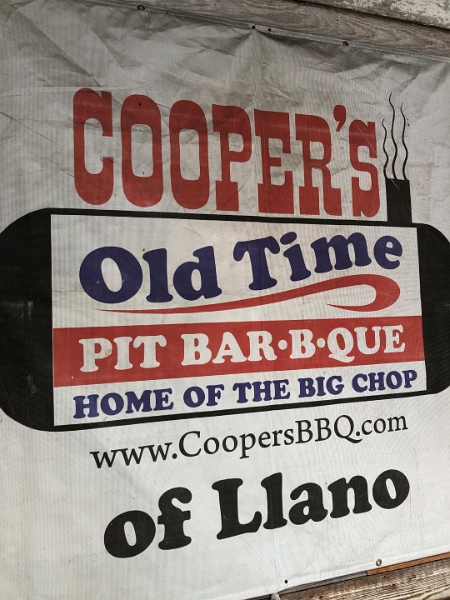 COOPER'S
Old Time
PIT BAR•B•QUE
HOME OF THE BIG CHOP
www.CoopersBBQ.com
of Llano